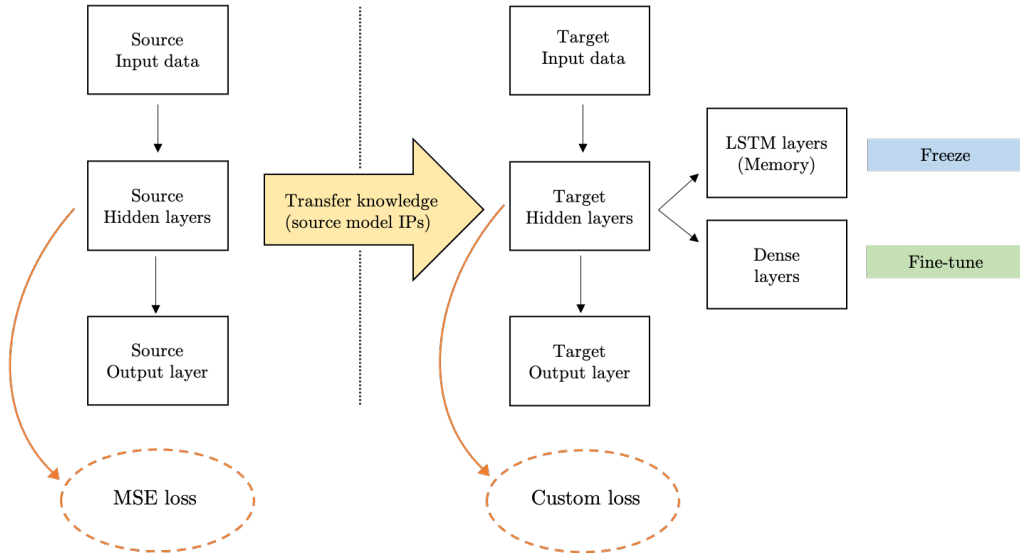 Source
Input data
Target
Input data
Source
Hidden layers
Transfer knowledge
(source model IPs)
Target
Hidden layers
LSTM layers
(Memory)
Freeze
Dense
layers
Fine-tune
Source
Output layer
Target
Output layer
MSE loss
Custom loss